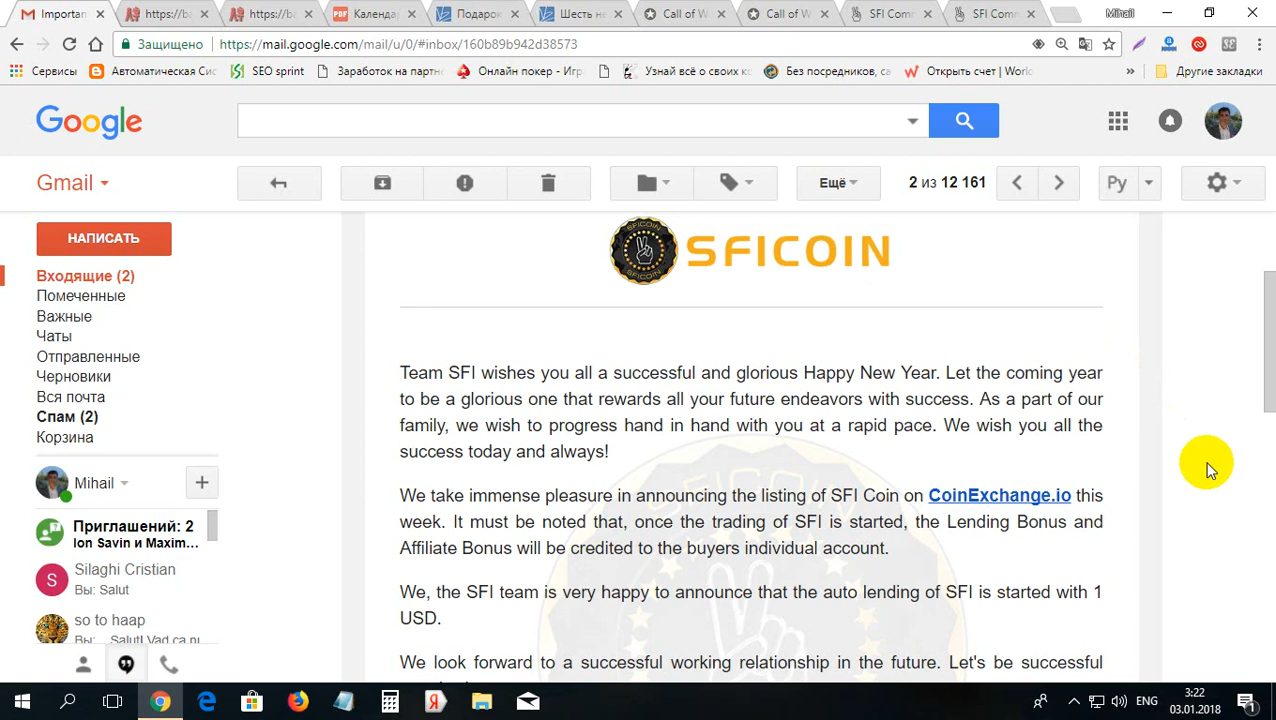 Importan
https://ba
https://ba
PDF Календа
Подарок
Шесть не
Call of W
Call of W
SFI Comr
SFI Comr
Mihail
Защищено
https://mail.google.com/mail/u/0/#inbox/160b89b942d38573
Сервисы
Автоматическая Сис
SEO sprint
Заработок на партн
Онлайн покер - Игр
Узнай всё о своих кс
Без посредников, са
Открыть счет | Worl
»
Другие закладки
Google
Gmail
Ещё
2 из 12 161
Ру
НАПИСАТЬ
Входящие (2)
Помеченные
Важные
Чаты
Отправленные
Черновики
Вся почта
Спам (2)
Корзина
Mihail
Приглашений: 2
Ion Savin и Maxim...
S
Silaghi Cristian
Вы: Salut
so to haap
SFICOIN
Team SFI wishes you all a successful and glorious Happy New Year. Let the coming year
to be a glorious one that rewards all your future endeavors with success. As a part of our
family, we wish to progress hand in hand with you at a rapid pace. We wish you all the
success today and always!
We take immense pleasure in announcing the listing of SFI Coin on CoinExchange.io this
week. It must be noted that, once the trading of SFI is started, the Lending Bonus and
Affiliate Bonus will be credited to the buyers individual account.
We, the SFI team is very happy to announce that the auto lending of SFI is started with 1
USD.
We look forward to a successful working relationship in the future. Let's be successful
ENG
3:22
03.01.2018
1